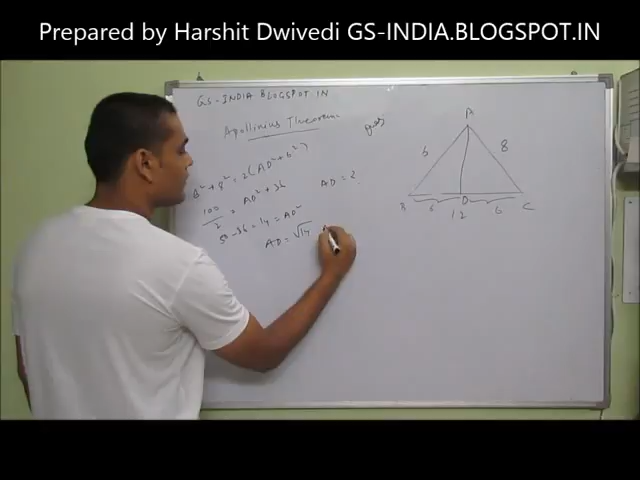 Prepared by Harshit Dwivedi GS-INDIA.BLOGSPOT.IN
GS-INDIA BLOGSPOT IN
Apollinius Theorem
6² + 8² = 2(AD² + 6²)
100/2 = AD² + 36
50 - 36 = 14 = AD²
AD = √14
AD = ?
A
6 8
B D C
6 6
12